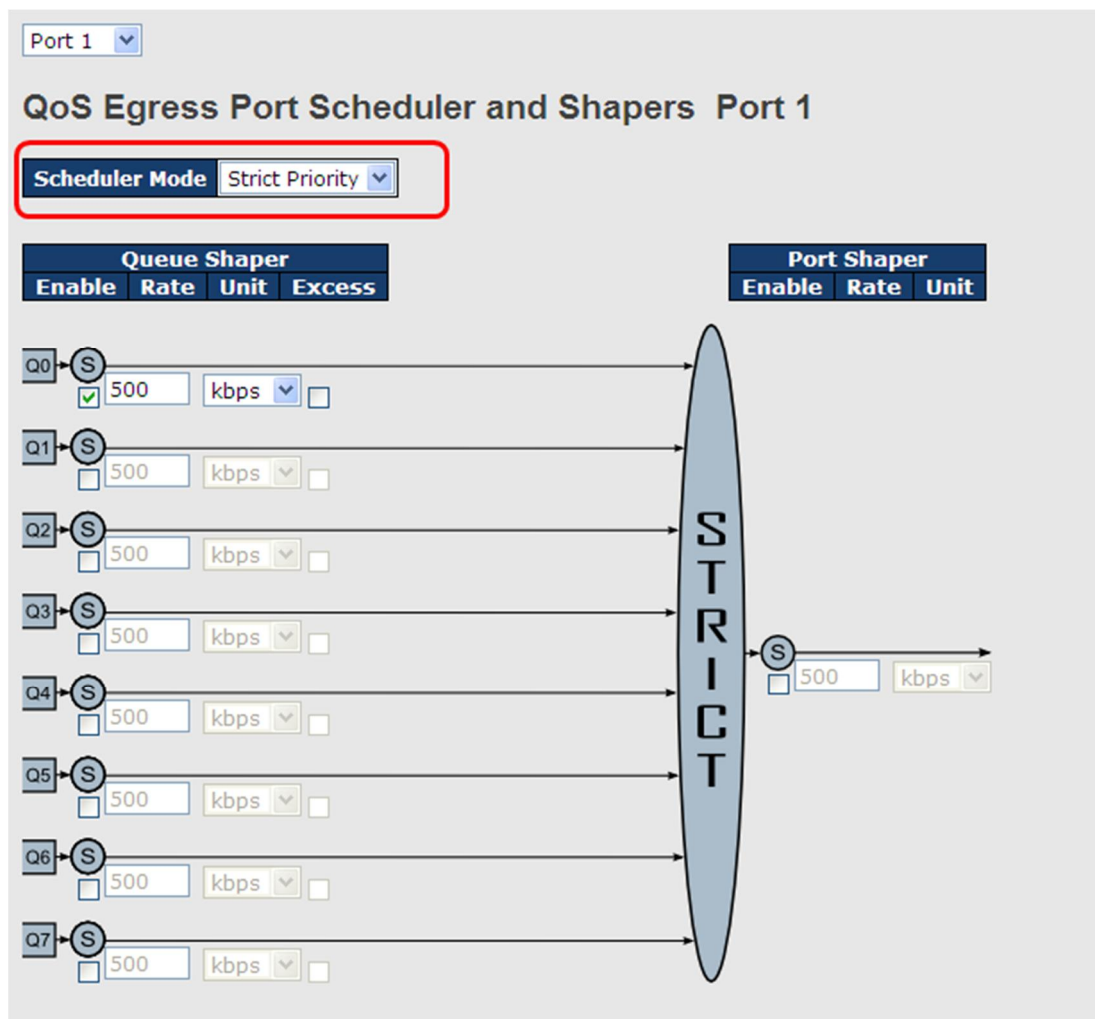 Port 1
QoS Egress Port Scheduler and Shapers Port 1
Scheduler Mode Strict Priority
Queue Shaper
Enable Rate Unit Excess
Port Shaper
Enable Rate Unit
Q0 S
500 kbps
Q1 S
500 kbps
Q2 S
500 kbps
Q3 S
500 kbps
Q4 S
500 kbps
Q5 S
500 kbps
Q6 S
500 kbps
Q7 S
500 kbps
STRICT
S
500 kbps